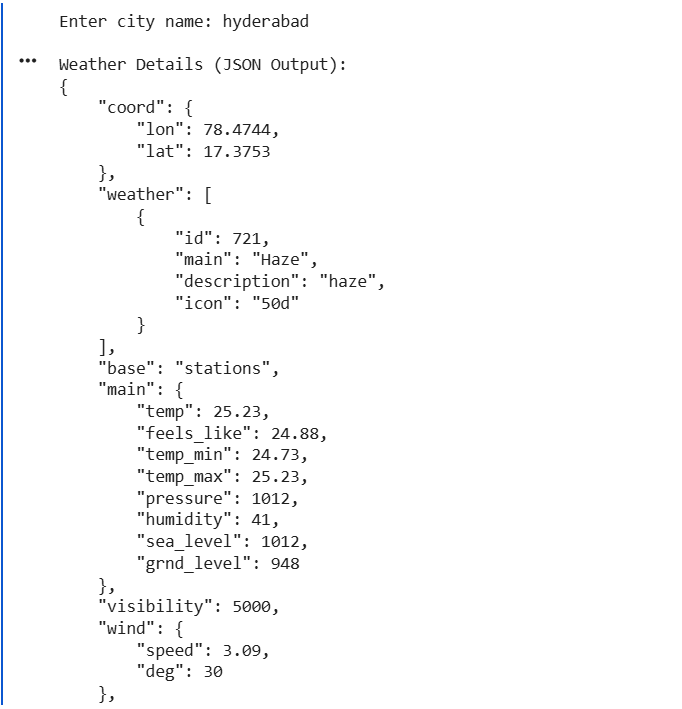 Enter city name: hyderabad
Weather Details (JSON Output):
{
    "coord": {
        "lon": 78.4744,
        "lat": 17.3753
    },
    "weather": [
        {
            "id": 721,
            "main": "Haze",
            "description": "haze",
            "icon": "50d"
        }
    ],
    "base": "stations",
    "main": {
        "temp": 25.23,
        "feels_like": 24.88,
        "temp_min": 24.73,
        "temp_max": 25.23,
        "pressure": 1012,
        "humidity": 41,
        "sea_level": 1012,
        "grnd_level": 948
    },
    "visibility": 5000,
    "wind": {
        "speed": 3.09,
        "deg": 30
    },